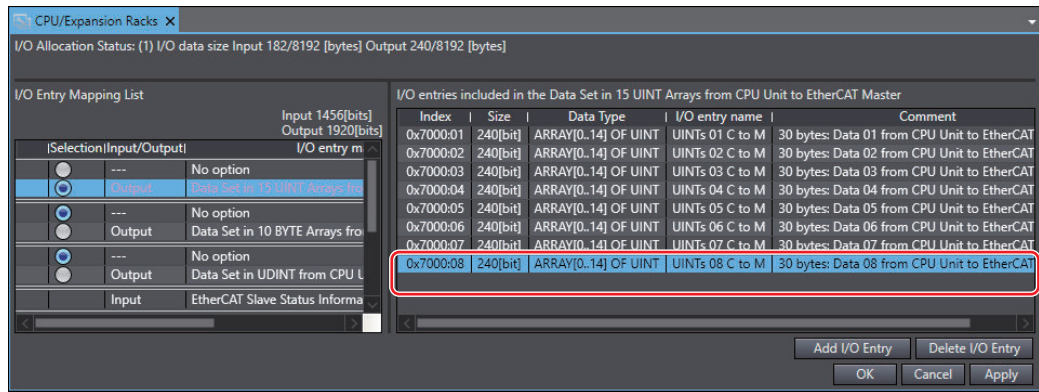 CPU/Expansion Racks X
I/O Allocation Status: (1) I/O data size Input 182/8192 [bytes] Output 240/8192 [bytes]
I/O Entry Mapping List
Input 1456[bits]
Output 1920[bits]
|Selection|Input/Output| I/O entry m
--- No option
Output Data Set in 15 UINT Arrays fro
--- No option
Output Data Set in 10 BYTE Arrays fro
--- No option
Output Data Set in UDINT from CPU U
Input EtherCAT Slave Status Informa
I/O entries included in the Data Set in 15 UINT Arrays from CPU Unit to EtherCAT Master
Index | Size | Data Type | I/O entry name | Comment
0x7000:01 240[bit] ARRAY[0..14] OF UINT UINTs 01 C to M 30 bytes: Data 01 from CPU Unit to EtherCAT
0x7000:02 240[bit] ARRAY[0..14] OF UINT UINTs 02 C to M 30 bytes: Data 02 from CPU Unit to EtherCAT
0x7000:03 240[bit] ARRAY[0..14] OF UINT UINTs 03 C to M 30 bytes: Data 03 from CPU Unit to EtherCAT
0x7000:04 240[bit] ARRAY[0..14] OF UINT UINTs 04 C to M 30 bytes: Data 04 from CPU Unit to EtherCAT
0x7000:05 240[bit] ARRAY[0..14] OF UINT UINTs 05 C to M 30 bytes: Data 05 from CPU Unit to EtherCAT
0x7000:06 240[bit] ARRAY[0..14] OF UINT UINTs 06 C to M 30 bytes: Data 06 from CPU Unit to EtherCAT
0x7000:07 240[bit] ARRAY[0..14] OF UINT UINTs 07 C to M 30 bytes: Data 07 from CPU Unit to EtherCAT
0x7000:08 240[bit] ARRAY[0..14] OF UINT UINTs 08 C to M 30 bytes: Data 08 from CPU Unit to EtherCAT
Add I/O Entry Delete I/O Entry
OK Cancel Apply